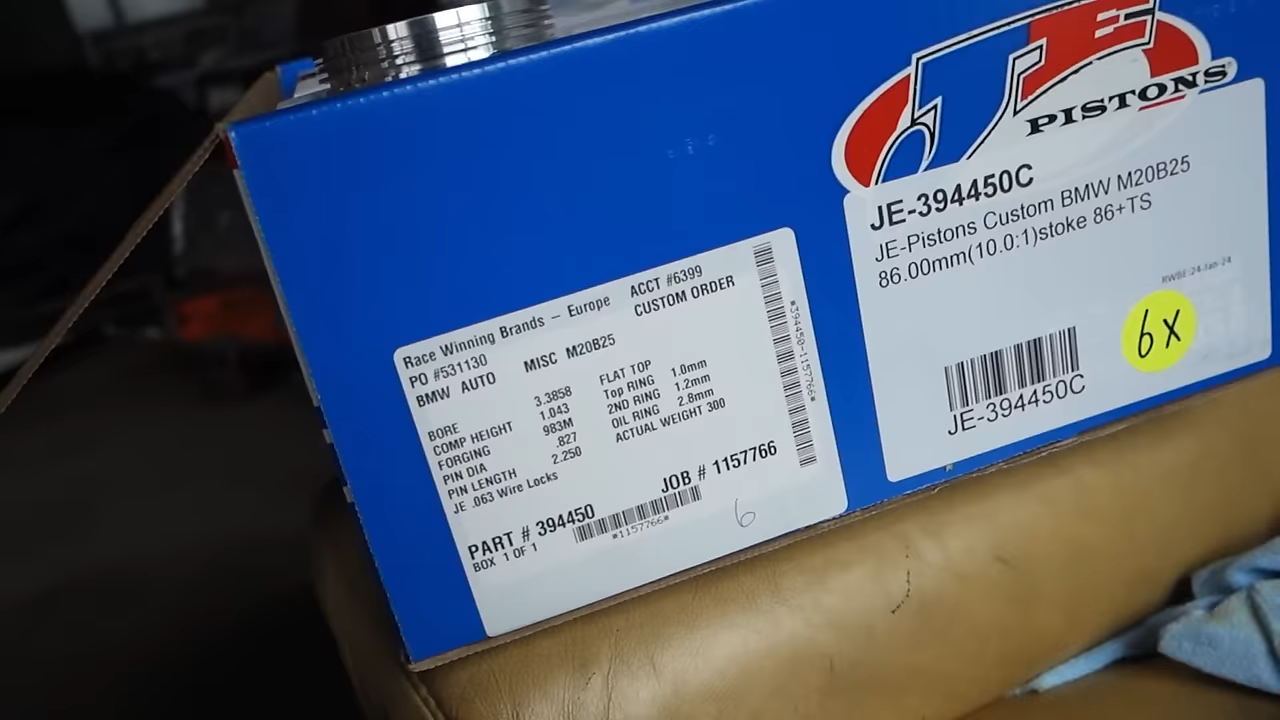 JE
PISTONS
JE-394450C
JE-Pistons Custom BMW M20B25
86.00mm(10.0:1)stoke 86+TS
RWBE:24-Jan-24
6x
JE-394450C
Race Winning Brands – Europe ACCT #6399
PO #531130 CUSTOM ORDER
BMW AUTO MISC M20B25
BORE 3.3858 FLAT TOP
COMP HEIGHT 1.043 Top RING 1.0mm
FORGING 983M 2ND RING 1.2mm
PIN DIA .827 OIL RING 2.8mm
PIN LENGTH 2.250 ACTUAL WEIGHT 300
JE .063 Wire Locks
PART # 394450 JOB # 1157766
BOX 1 OF 1 *1157766*
6
*394450-1157766*